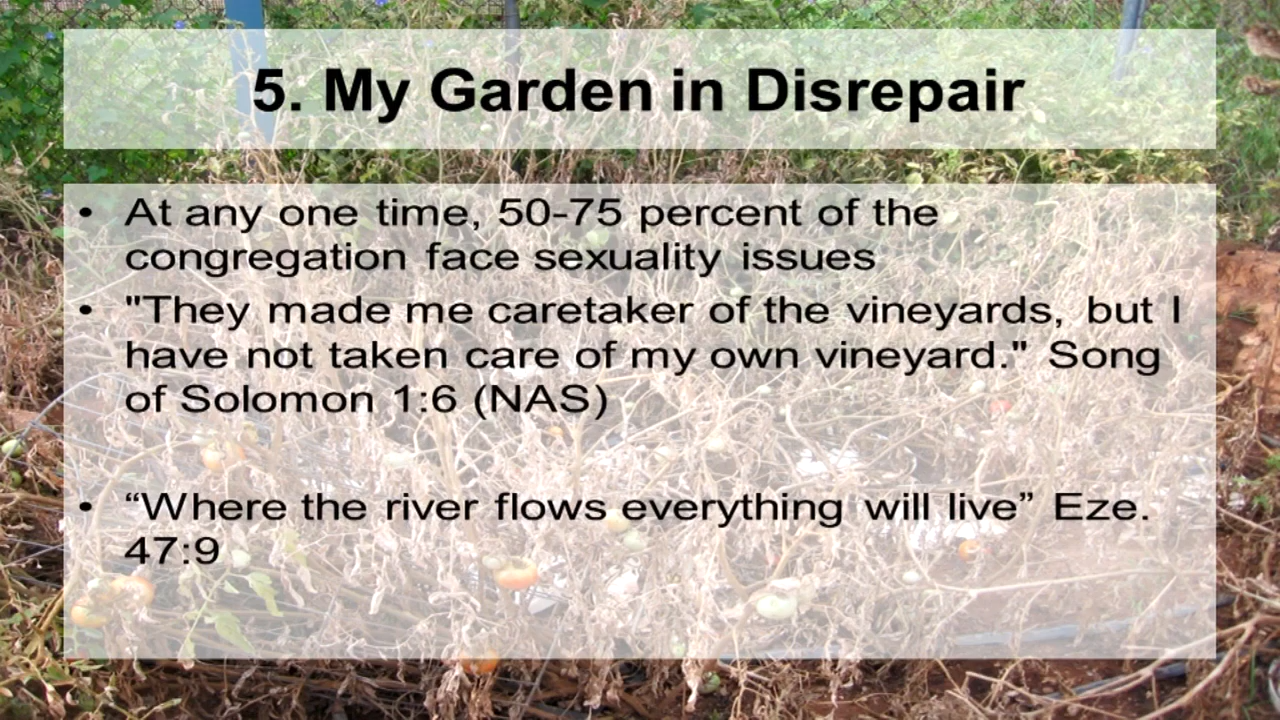 5. My Garden in Disrepair
• At any one time, 50-75 percent of the
congregation face sexuality issues
• "They made me caretaker of the vineyards, but I
have not taken care of my own vineyard." Song
of Solomon 1:6 (NAS)
• “Where the river flows everything will live” Eze.
47:9